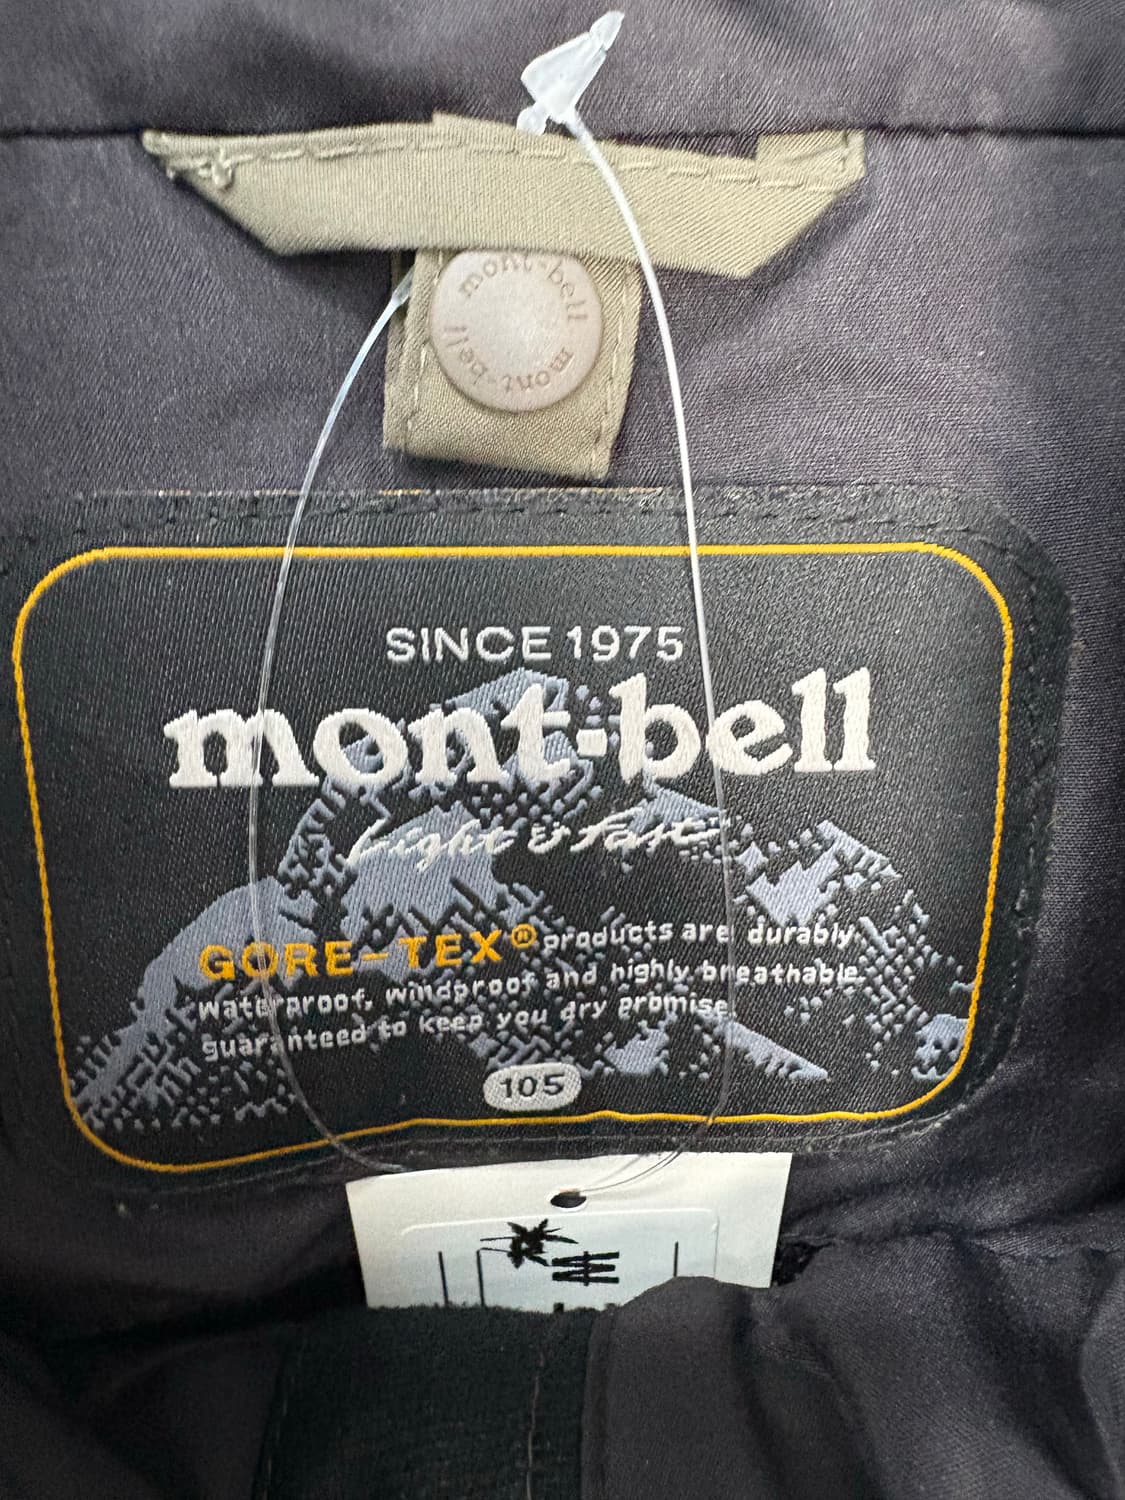 mont-bell
mont-bell
SINCE 1975
mont-bell
Light & Fast
GORE-TEX® products are durably
waterproof, windproof and highly breathable
guaranteed to keep you dry promise
105